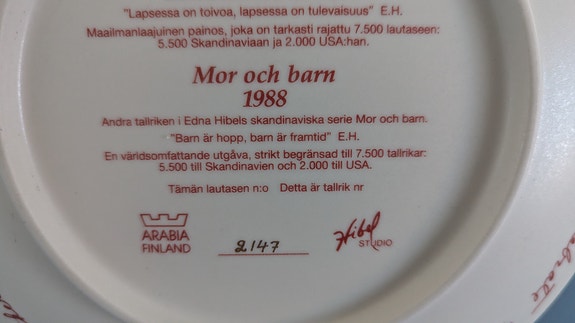 "Lapsessa on toivoa, lapsessa on tulevaisuus" E.H.
Maailmanlaajuinen painos, joka on tarkasti rajattu 7.500 lautaseen:
5.500 Skandinaviaan ja 2.000 USA:han.
Mor och barn
1988
Andra tallriken i Edna Hibels skandinaviska serie Mor och barn.
"Barn är hopp, barn är framtid" E.H.
En världsomfattande utgåva, strikt begränsad till 7.500 tallrikar:
5.500 till Skandinavien och 2.000 till USA.
Tämän lautasen n:o Detta är tallrik nr
ARABIA
FINLAND
2147
Hibel
STUDIO